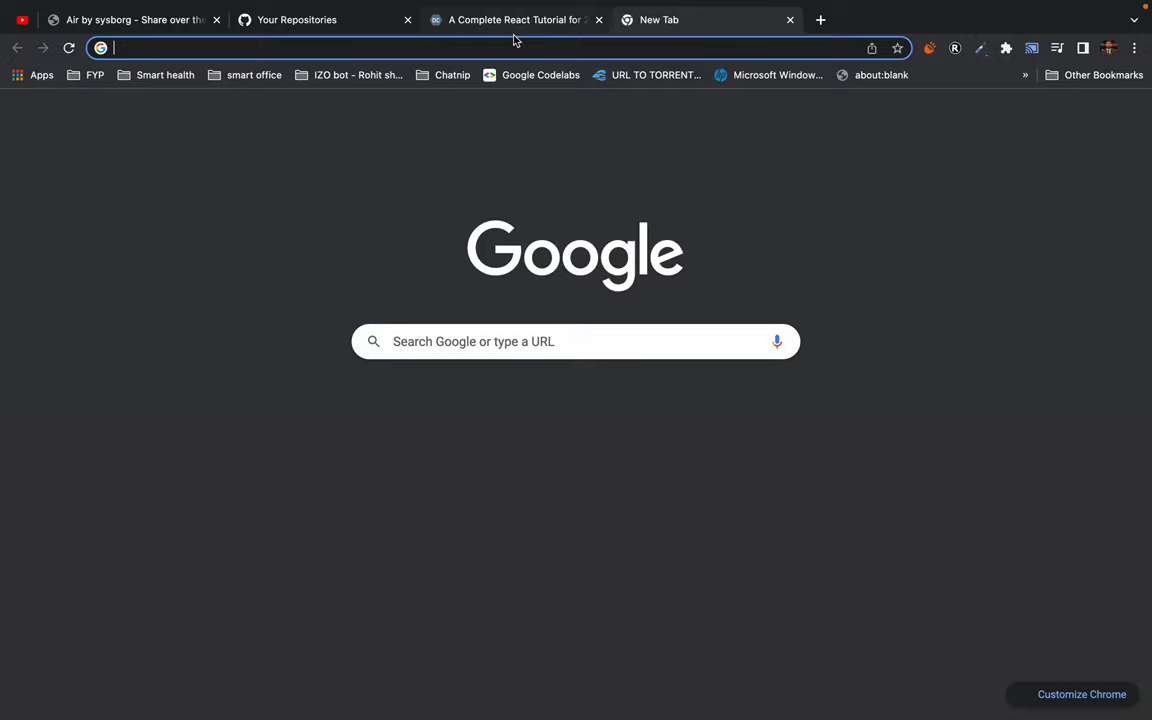 Air by sysborg - Share over the
Your Repositories
A Complete React Tutorial for 2
New Tab
Apps
FYP
Smart health
smart office
IZO bot - Rohit sh...
Chatnip
Google Codelabs
URL TO TORRENT...
Microsoft Window...
about:blank
»
Other Bookmarks
Google
Search Google or type a URL
Customize Chrome